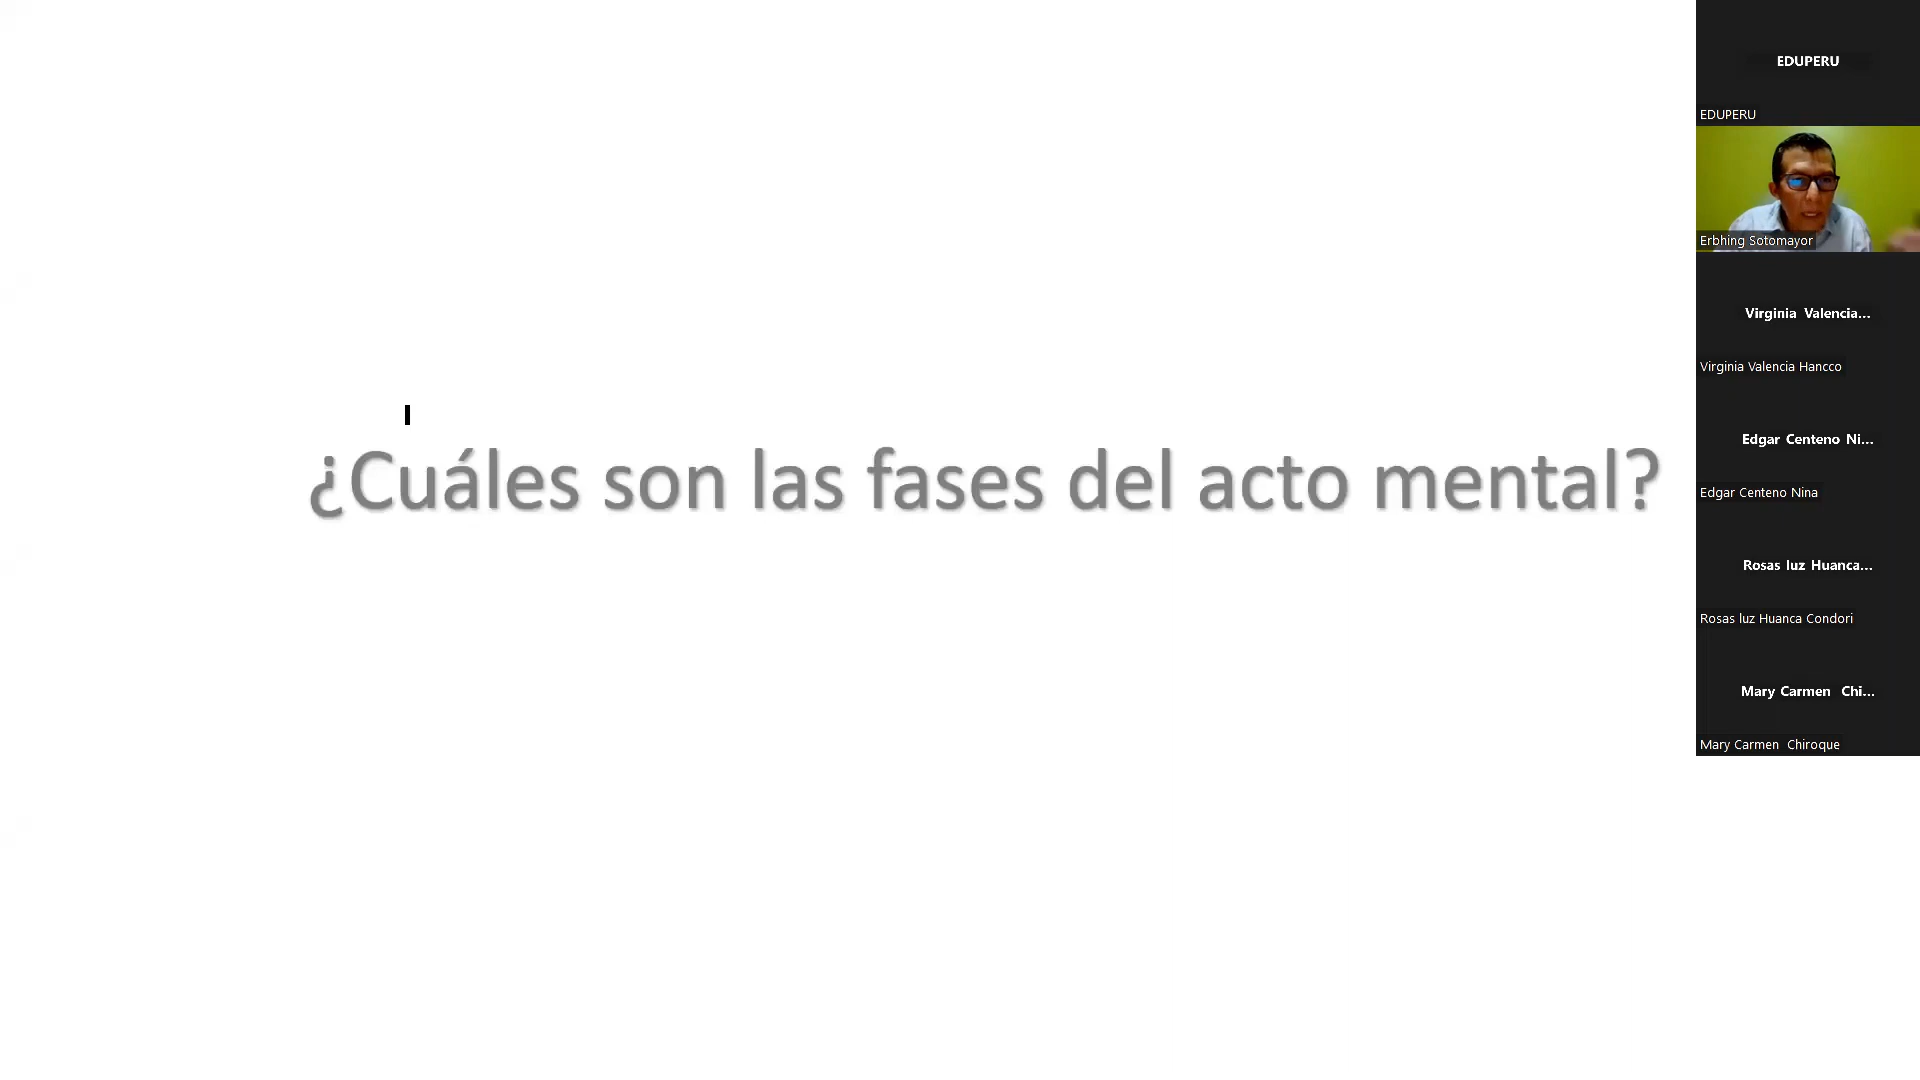 ¿Cuáles son las fases del acto mental?
EDUPERU
EDUPERU
Erbhing Sotomayor
Virginia Valencia...
Virginia Valencia Hancco
Edgar Centeno Ni...
Edgar Centeno Nina
Rosas luz Huanca...
Rosas luz Huanca Condori
Mary Carmen Chi...
Mary Carmen Chiroque